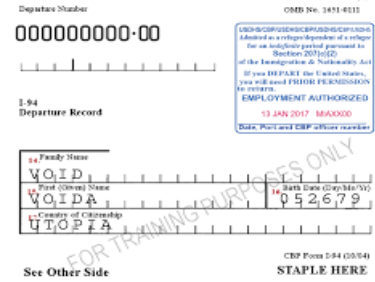 Departure Number
OMB No. 1651-0111
000000000-00
USDHS/CBP/USDHS/CBP/USDHS/CBP/USDHS
Admitted as a refugee/dependent of a refugee
for an indefinite period pursuant to
Section 207(c)(2)
of the Immigration & Nationality Act
If you DEPART the United States,
you will need PRIOR PERMISSION
to return.
EMPLOYMENT AUTHORIZED
13 JAN 2017 MIAXX00
Date, Port and CBP officer number
I-94
Departure Record
14. Family Name
VOID
15. First (Given) Name
16. Birth Date (Day/Mo/Yr)
VOIDA
052679
17. Country of Citizenship
UTOPIA
FOR TRAINING PURPOSES ONLY
CBP Form I-94 (10/04)
See Other Side
STAPLE HERE